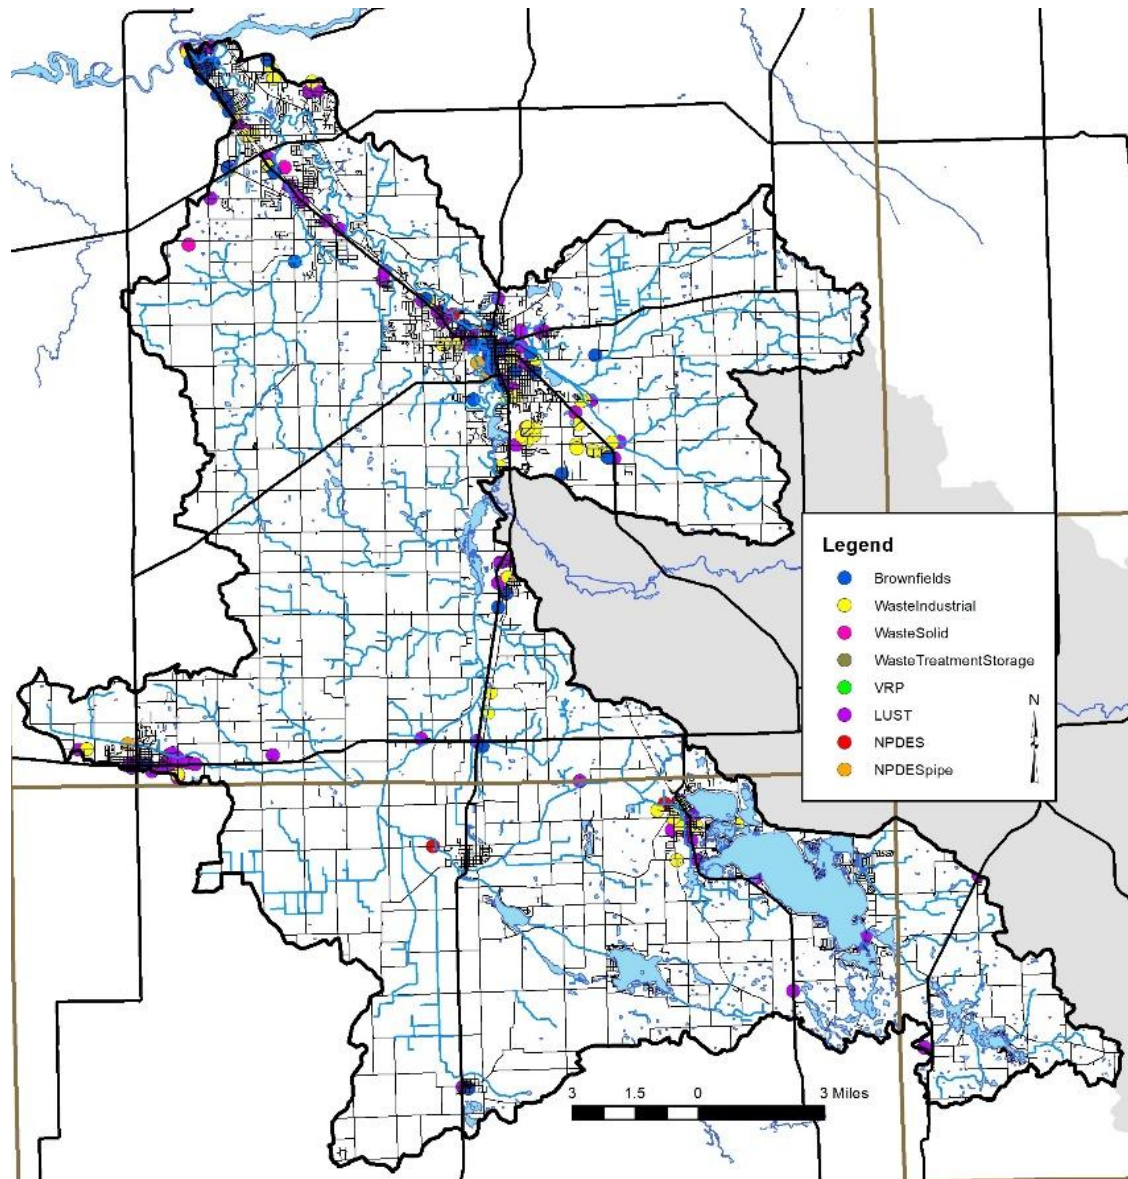 Legend
Brownfields
WasteIndustrial
WasteSolid
WasteTreatmentStorage
VRP
LUST
NPDES
NPDESpipe
N
3 1.5 0 3 Miles